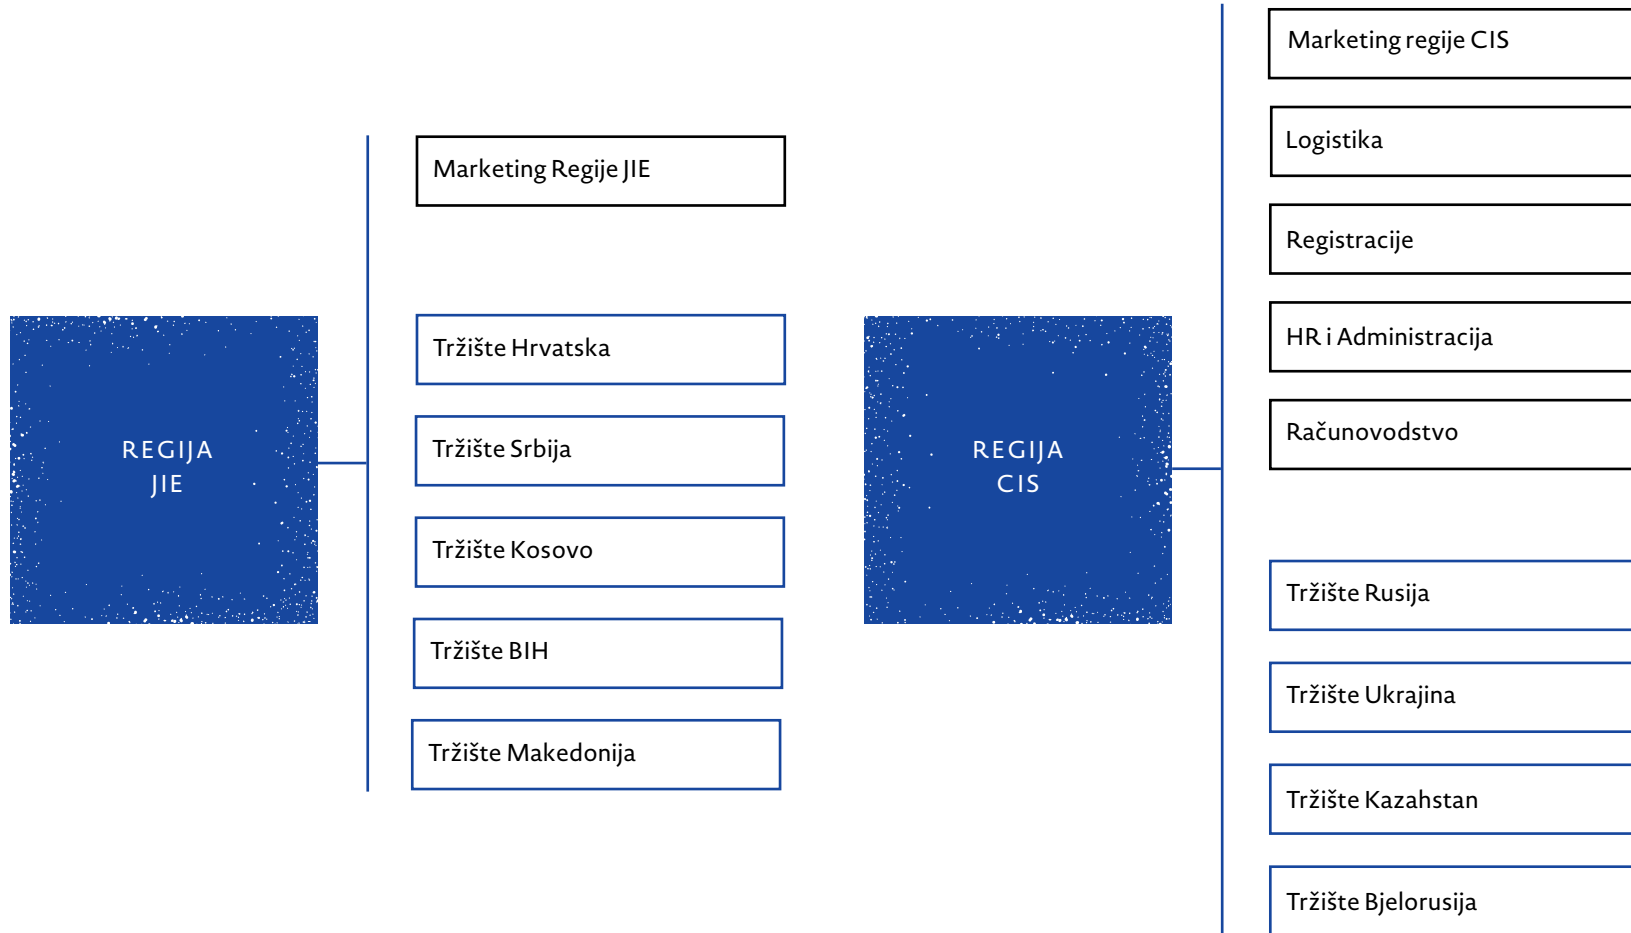 REGIJA
JIE
Marketing Regije JIE
Tržište Hrvatska
Tržište Srbija
Tržište Kosovo
Tržište BIH
Tržište Makedonija
REGIJA
CIS
Marketing regije CIS
Logistika
Registracije
HR i Administracija
Računovodstvo
Tržište Rusija
Tržište Ukrajina
Tržište Kazahstan
Tržište Bjelorusija